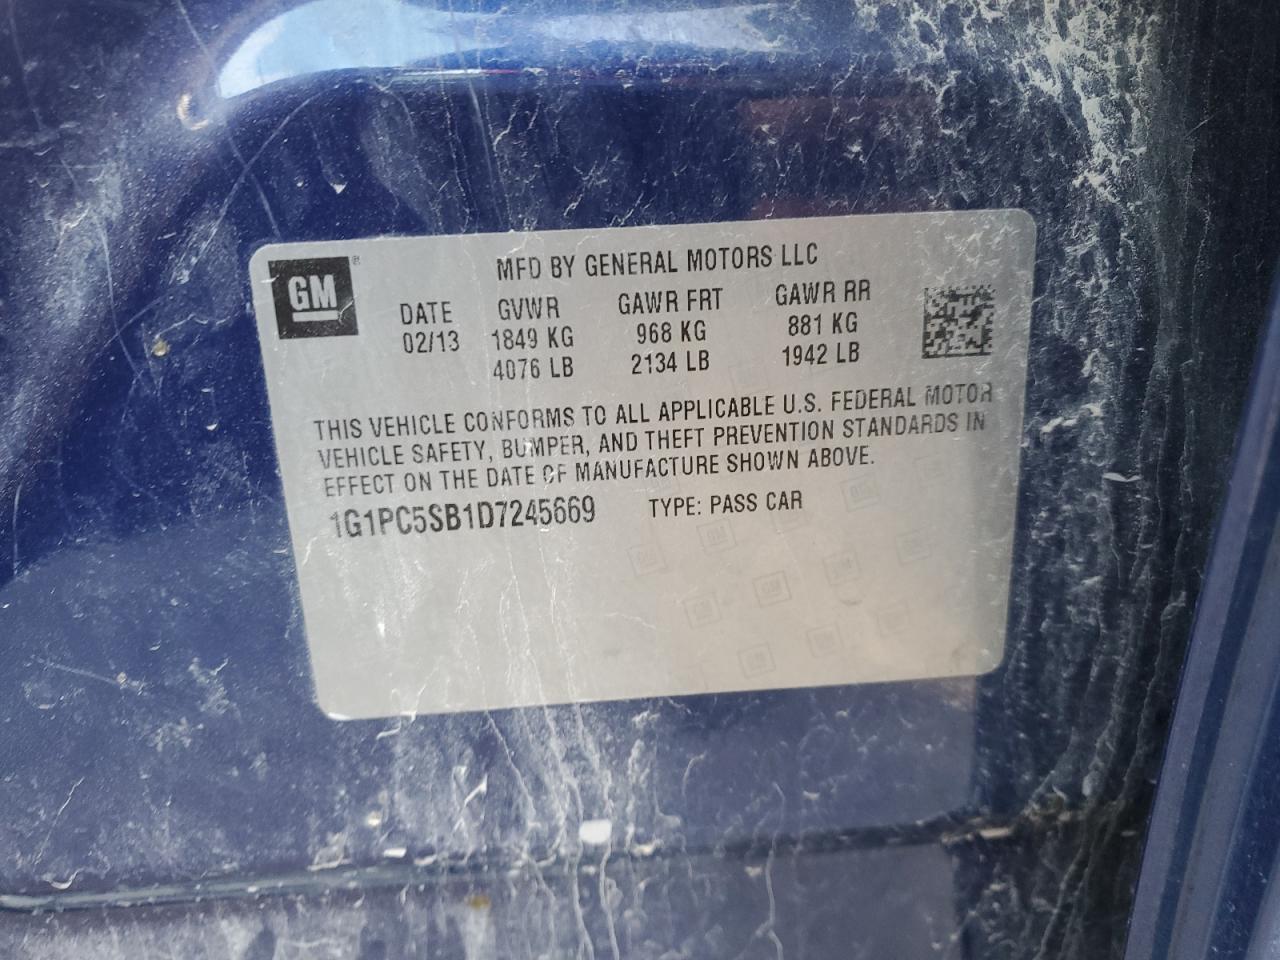 GM ®
MFD BY GENERAL MOTORS LLC
DATE GVWR GAWR FRT GAWR RR
02/13 1849 KG 968 KG 881 KG
4076 LB 2134 LB 1942 LB
THIS VEHICLE CONFORMS TO ALL APPLICABLE U.S. FEDERAL MOTOR
VEHICLE SAFETY, BUMPER, AND THEFT PREVENTION STANDARDS IN
EFFECT ON THE DATE OF MANUFACTURE SHOWN ABOVE.
1G1PC5SB1D7245669 TYPE: PASS CAR